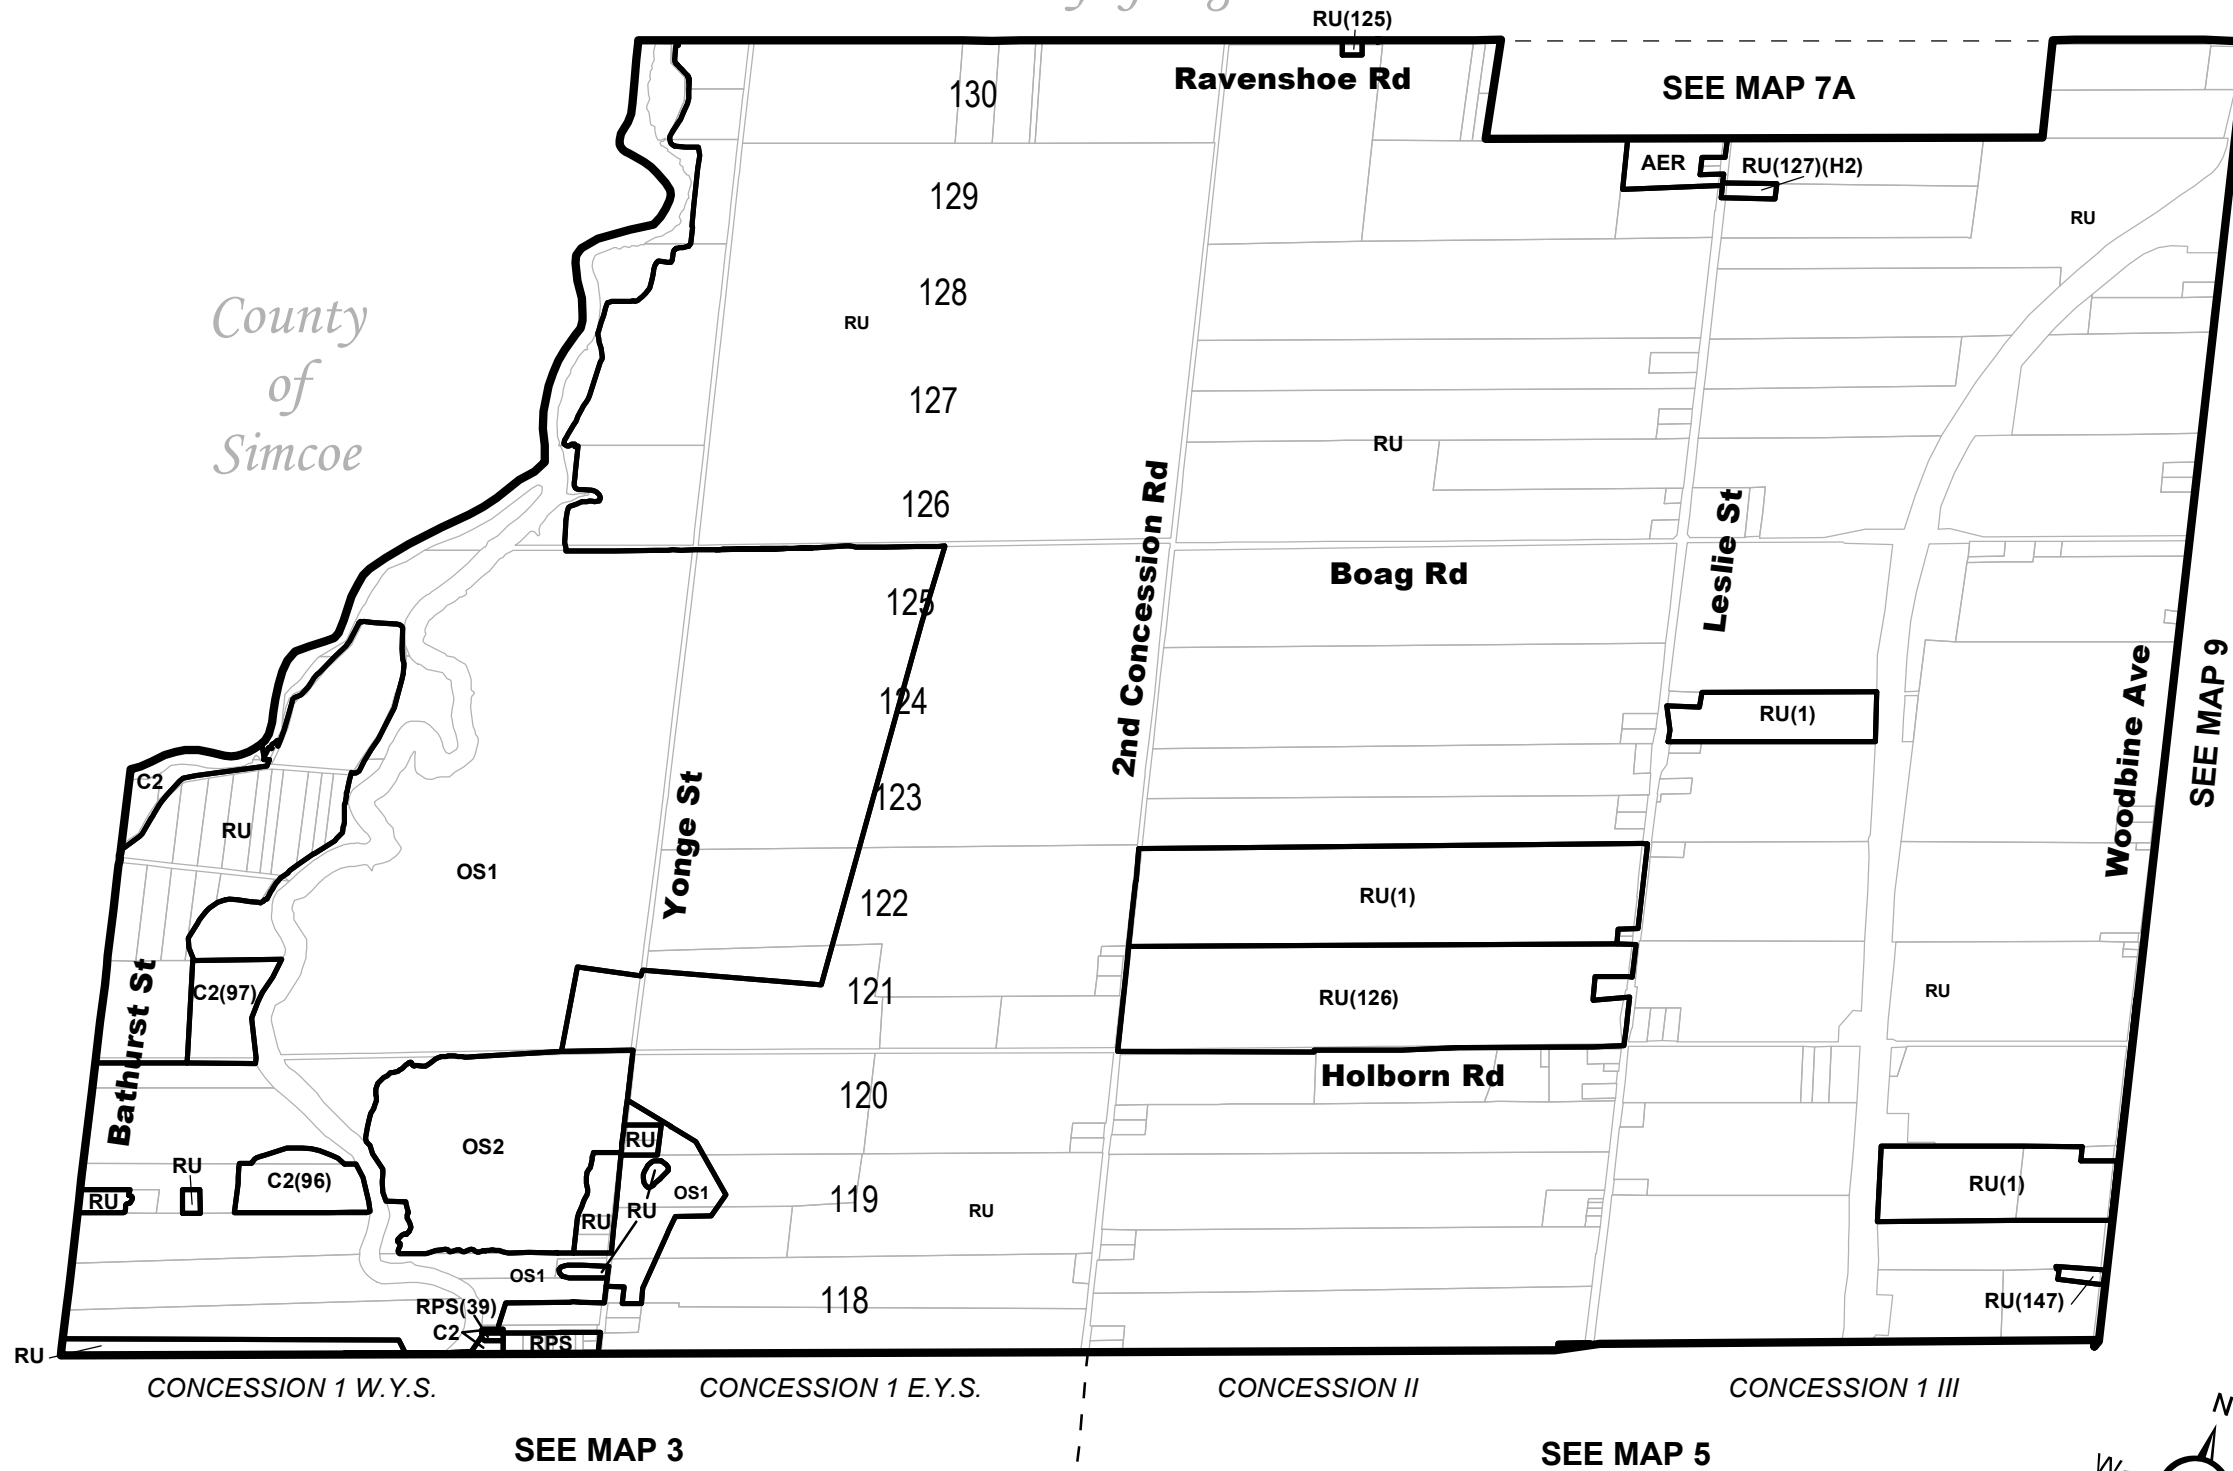 RU(125)
Ravenshoe Rd
SEE MAP 7A
130
AER
RU(127)(H2)
129
RU
128
County
of
Simcoe
RU
127
RU
126
2nd Concession Rd
Leslie St
Boag Rd
125
Woodbine Ave
SEE MAP 9
124
RU(1)
C2
123
Yonge St
RU
OS1
122
RU(1)
Bathurst St
C2(97)
121
RU(126)
RU
120
Holborn Rd
OS2
RU
RU
C2(96)
RU
RU
RU
OS1
119
RU
RU(1)
OS1
118
RU(147)
RPS(39)
C2
RPS
RU
CONCESSION 1 W.Y.S.
CONCESSION 1 E.Y.S.
CONCESSION II
CONCESSION 1 III
SEE MAP 3
SEE MAP 5
N